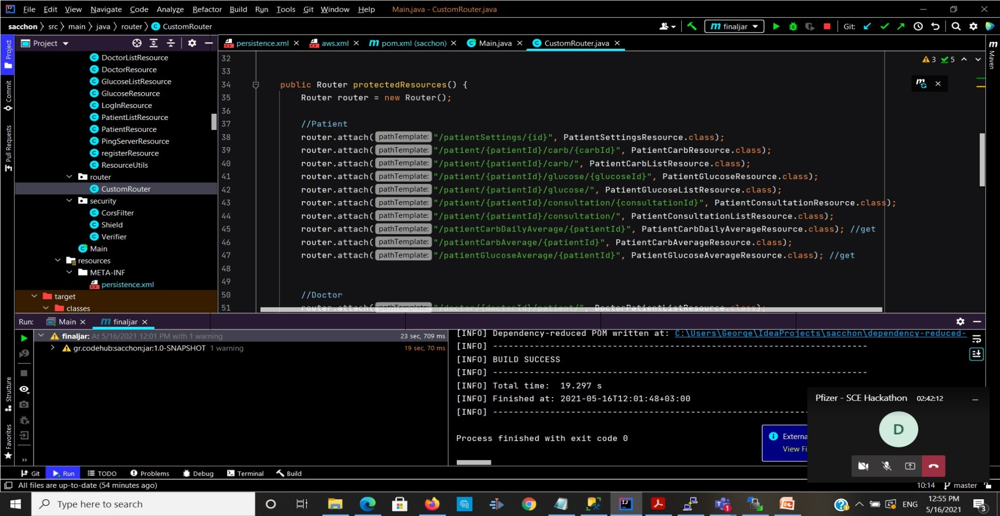 File Edit View Navigate Code Analyze Refactor Build Run Tools Git Window Help Main.java - CustomRouter.java
sacchon src main java router CustomRouter finaljar Git:
Project
persistence.xml aws.xml pom.xml (sacchon) Main.java CustomRouter.java
Project
Commit
Pull Requests
Structure
Favorites
Maven
DoctorListResource
DoctorResource
GlucoseListResource
GlucoseResource
LogInResource
PatientListResource
PatientResource
PingServerResource
registerResource
ResourceUtils
router
CustomRouter
security
CorsFilter
Shield
Verifier
Main
resources
META-INF
persistence.xml
target
classes
3 5
32
33
34 public Router protectedResources() {
35 Router router = new Router();
36
37 //Patient
38 router.attach( pathTemplate: "/patientSettings/{id}", PatientSettingsResource.class);
39 router.attach( pathTemplate: "/patient/{patientId}/carb/{carbId}", PatientCarbResource.class);
40 router.attach( pathTemplate: "/patient/{patientId}/carb/", PatientCarbListResource.class);
41 router.attach( pathTemplate: "/patient/{patientId}/glucose/{glucoseId}", PatientGlucoseResource.class);
42 router.attach( pathTemplate: "/patient/{patientId}/glucose/", PatientGlucoseListResource.class);
43 router.attach( pathTemplate: "/patient/{patientId}/consultation/{consultationId}", PatientConsultationResource.class);
44 router.attach( pathTemplate: "/patient/{patientId}/consultation/", PatientConsultationListResource.class);
45 router.attach( pathTemplate: "/patientCarbDailyAverage/{patientId}", PatientCarbDailyAverageResource.class); //get
46 router.attach( pathTemplate: "/patientCarbAverage/{patientId}", PatientCarbAverageResource.class);
47 router.attach( pathTemplate: "/patientGlucoseAverage/{patientId}", PatientGlucoseAverageResource.class); //get
48
49
50 //Doctor
51 router.attach( pathTemplate: "/doctor/{doctorId}/patient/", DoctorPatientListResource.class);
Run: Main finaljar
finaljar: At 5/16/2021 12:01 PM with 1 warning 23 sec, 709 ms
gr.codehub:sacchon:jar:1.0-SNAPSHOT 1 warning 19 sec, 70 ms
[INFO] Dependency-reduced POM written at: C:\Users\George\IdeaProjects\sacchon\dependency-reduced-
[INFO] ------------------------------------------------------------------------
[INFO] BUILD SUCCESS
[INFO] ------------------------------------------------------------------------
[INFO] Total time:  19.297 s
[INFO] Finished at: 2021-05-16T12:01:48+03:00
[INFO] ------------------------------------------------------------
Process finished with exit code 0
Externa
View Fi
Pfizer - SCE Hackathon 02:42:12
D
Git Run TODO Problems Debug Terminal Build
All files are up-to-date (54 minutes ago) 10:14 master
Type here to search ENG 12:55 PM
5/16/2021 3